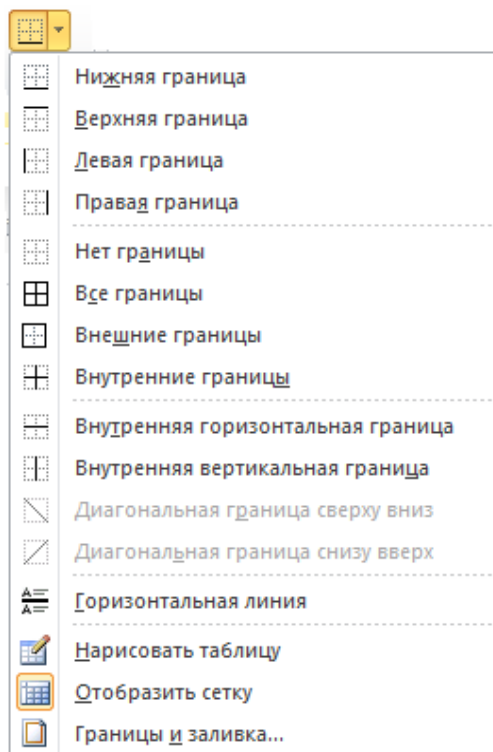 Нижняя граница
Верхняя граница
Левая граница
Правая граница
Нет границы
Все границы
Внешние границы
Внутренние границы
Внутренняя горизонтальная граница
Внутренняя вертикальная граница
Диагональная граница сверху вниз
Диагональная граница снизу вверх
Горизонтальная линия
Нарисовать таблицу
Отобразить сетку
Границы и заливка...